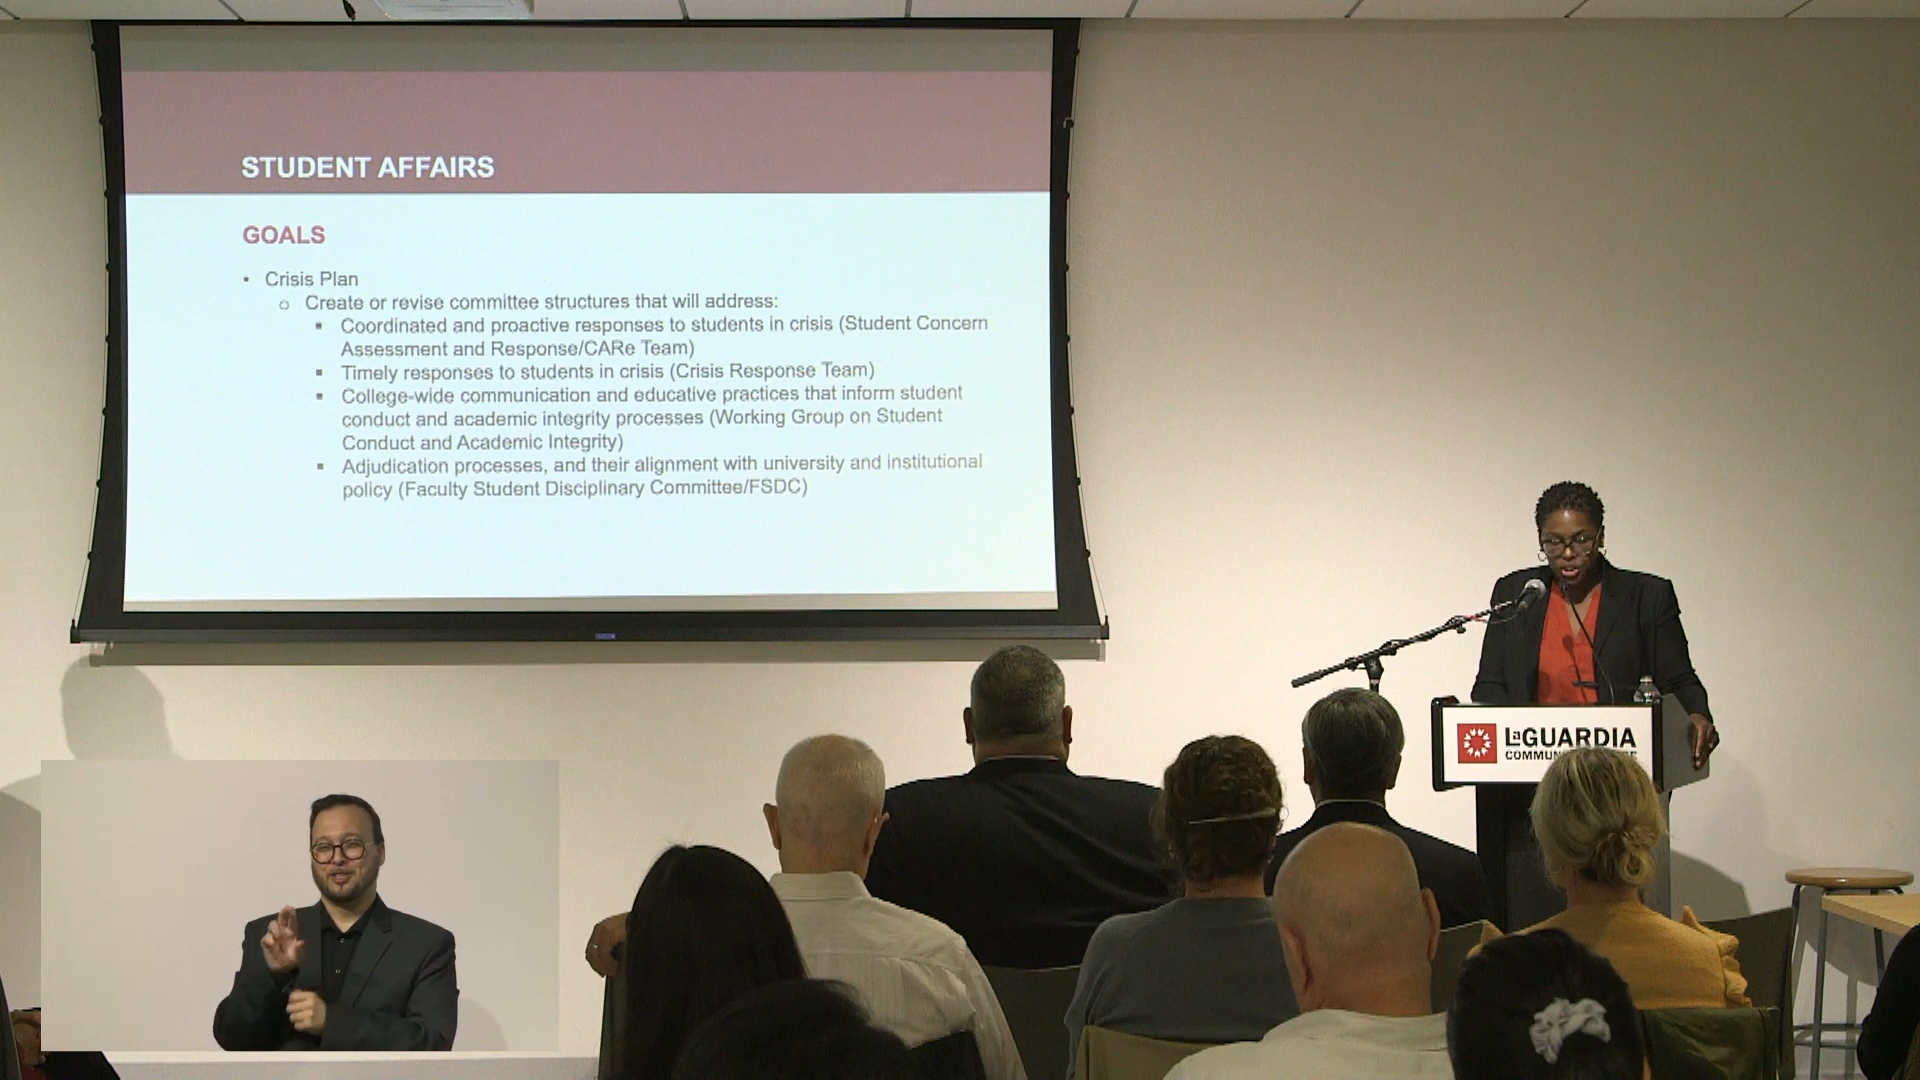 STUDENT AFFAIRS
GOALS
• Crisis Plan
o Create or revise committee structures that will address:
▪ Coordinated and proactive responses to students in crisis (Student Concern
Assessment and Response/CARe Team)
▪ Timely responses to students in crisis (Crisis Response Team)
▪ College-wide communication and educative practices that inform student
conduct and academic integrity processes (Working Group on Student
Conduct and Academic Integrity)
▪ Adjudication processes, and their alignment with university and institutional
policy (Faculty Student Disciplinary Committee/FSDC)
LaGUARDIA